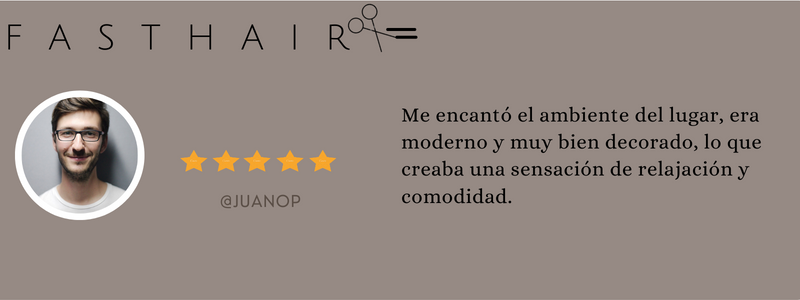 FASTHAIR
@JUANOP
Me encantó el ambiente del lugar, era
moderno y muy bien decorado, lo que
creaba una sensación de relajación y
comodidad.